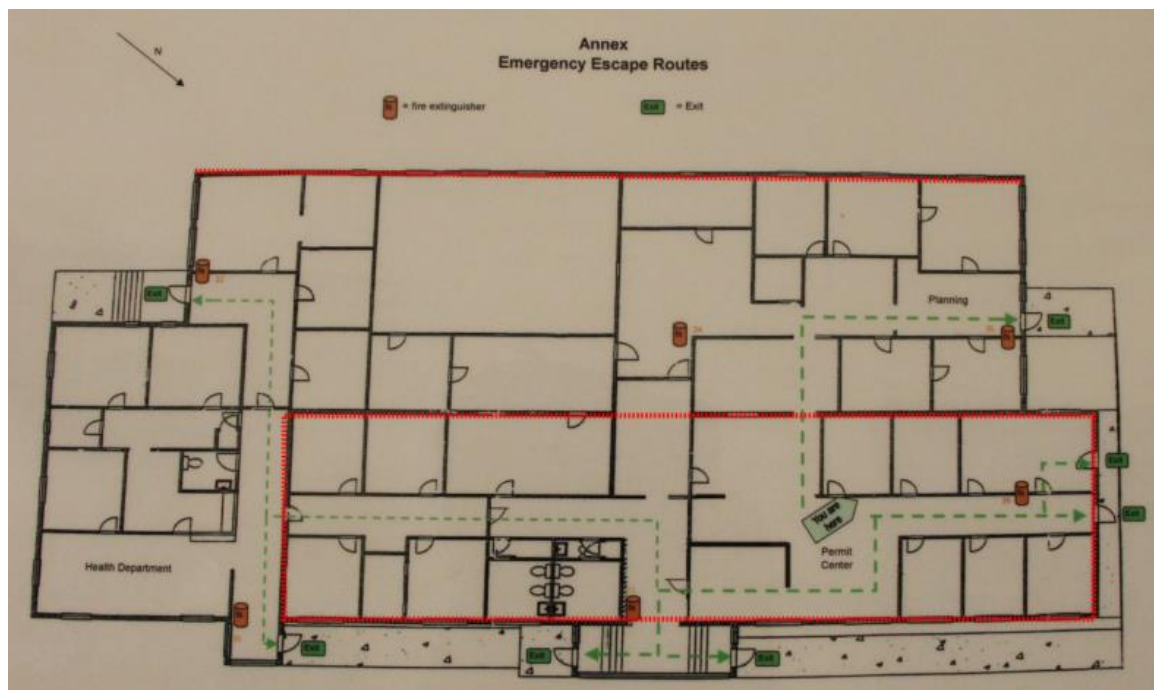 N
Annex
Emergency Escape Routes
= fire extinguisher
Exit = Exit
Exit
Planning
Exit
Exit
You are
here
Exit
Permit
Center
Health Department
Exit
Exit
Exit